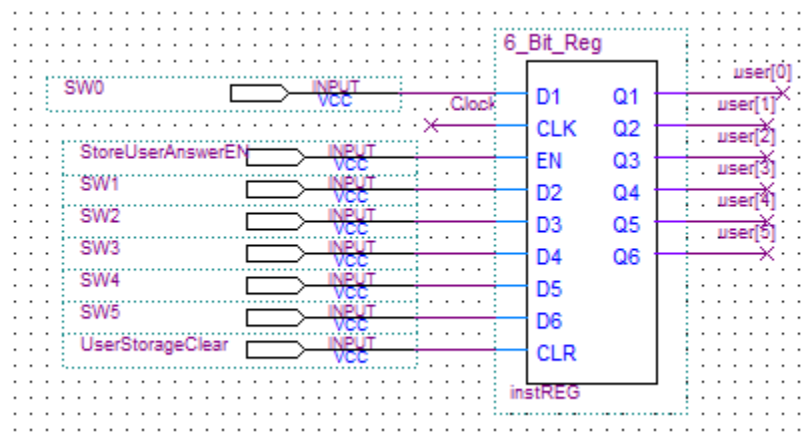 6_Bit_Reg
SW0 INPUT VCC D1 Q1 user[0]
Clock CLK Q2 user[1]
StoreUserAnswerEN INPUT VCC EN Q3 user[2]
SW1 INPUT VCC D2 Q4 user[3]
SW2 INPUT VCC D3 Q5 user[4]
SW3 INPUT VCC D4 Q6 user[5]
SW4 INPUT VCC D5
SW5 INPUT VCC D6
UserStorageClear INPUT VCC CLR
instREG